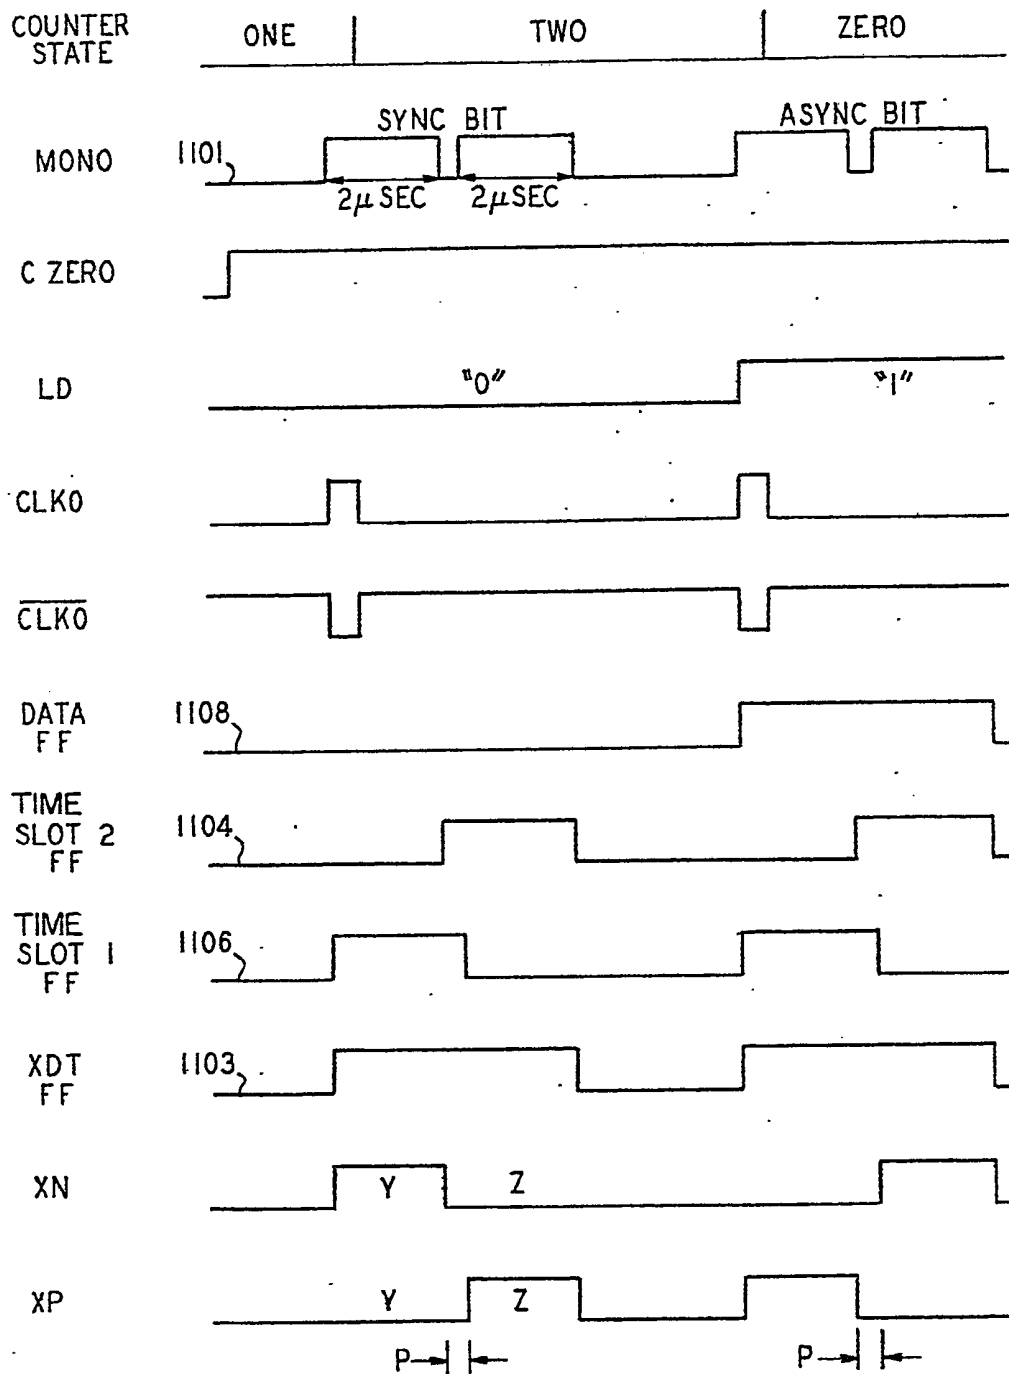 COUNTER STATE
ONE
TWO
ZERO
MONO
1101
SYNC BIT
ASYNC BIT
2μSEC
2μSEC
C ZERO
LD
"0"
"1"
CLK0
CLK0
DATA
FF
1108
TIME
SLOT 2
FF
1104
TIME
SLOT 1
FF
1106
XDT
FF
1103
XN
Y
Z
XP
Y
Z
P
P